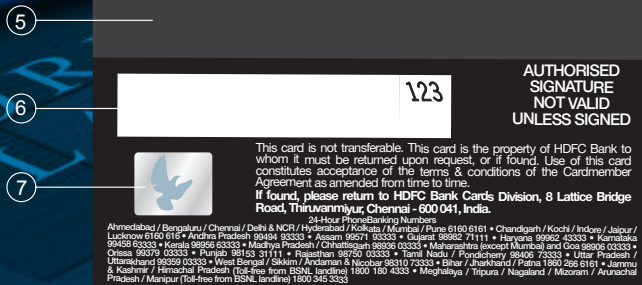 5
6
123
AUTHORISED
SIGNATURE
NOT VALID
UNLESS SIGNED
7
This card is not transferable. This card is the property of HDFC Bank to
whom it must be returned upon request, or if found. Use of this card
constitutes acceptance of the terms & conditions of the Cardmember
Agreement as amended from time to time.
If found, please return to HDFC Bank Cards Division, 8 Lattice Bridge
Road, Thiruvanmiyur, Chennai - 600 041, India.
24-Hour PhoneBanking Numbers
Ahmedabad / Bengaluru / Chennai / Delhi & NCR / Hyderabad / Kolkata / Mumbai / Pune 6160 6161 • Chandigarh / Kochi / Indore / Jaipur /
Lucknow 6160 616 • Andhra Pradesh 99494 93333 • Assam 99571 93333 • Gujarat 98982 71111 • Haryana 99962 43333 • Karnataka
99458 63333 • Kerala 98956 63333 • Madhya Pradesh / Chhattisgarh 98936 03333 • Maharashtra (except Mumbai) and Goa 98906 03333 •
Orissa 99379 03333 • Punjab 98153 31111 • Rajasthan 98750 03333 • Tamil Nadu / Pondicherry 98406 73333 • Uttar Pradesh /
Uttarakhand 99359 03333 • West Bengal / Sikkim / Andaman & Nicobar 98310 73333 • Bihar / Jharkhand / Patna 1860 266 6161 • Jammu
& Kashmir / Himachal Pradesh (Toll-free from BSNL landline) 1800 180 4333 • Meghalaya / Tripura / Nagaland / Mizoram / Arunachal
Pradesh / Manipur (Toll-free from BSNL landline) 1800 345 3333